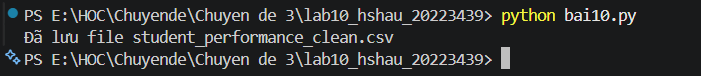 PS E:\HOC\Chuyende\Chuyen de 3\lab10_hshau_20223439> python bai10.py
Đã lưu file student_performance_clean.csv
PS E:\HOC\Chuyende\Chuyen de 3\lab10_hshau_20223439>